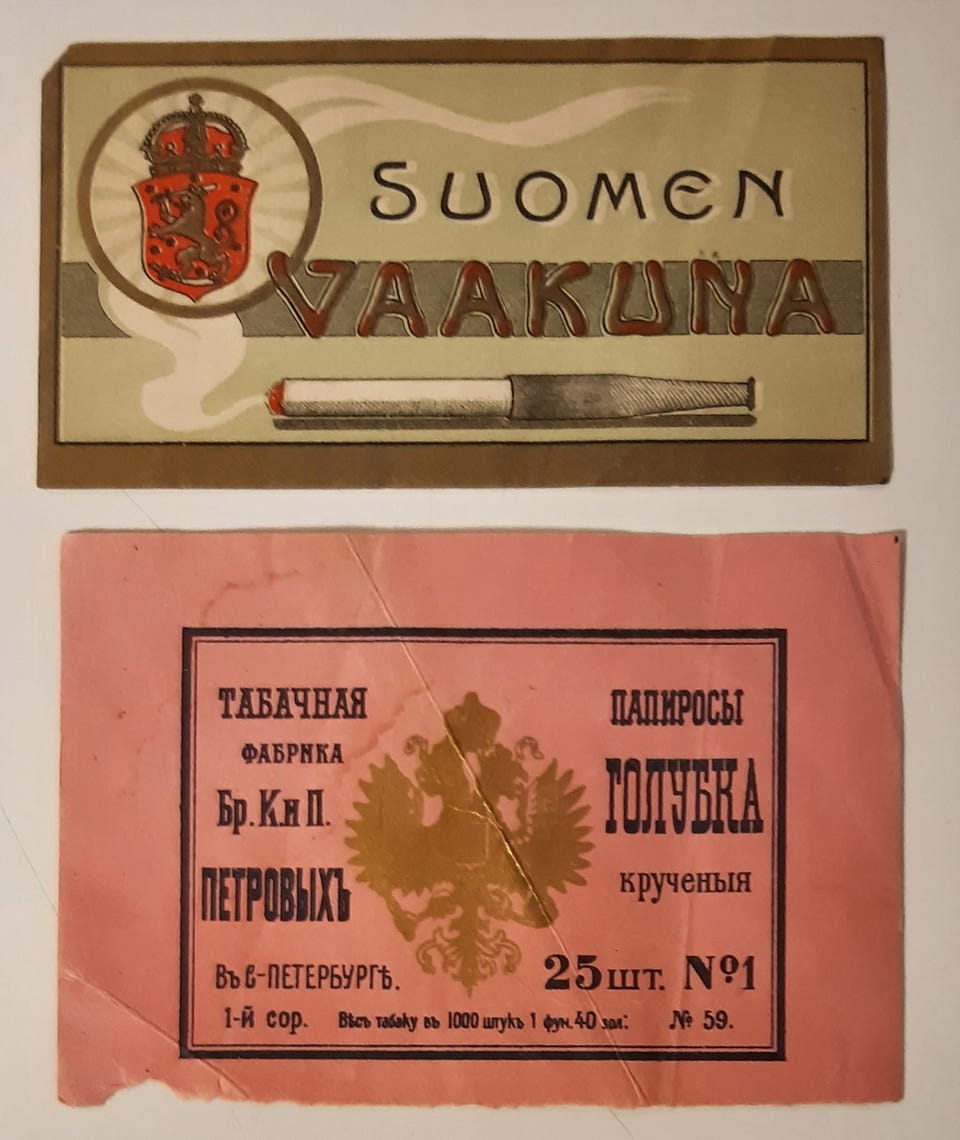 SUOMEN
VAAKUNA
ТАБАЧНАЯ
ФАБРИКА
Бр. К. и П.
ПЕТРОВЫХЪ
Въ С-ПЕТЕРБУРГѢ.
ПАПИРОСЫ
ГОЛУБКА
крученыя
25 шт. №1
1-й сор. Вѣсъ табаку въ 1000 штукъ 1 фун. 40 зол: № 59.